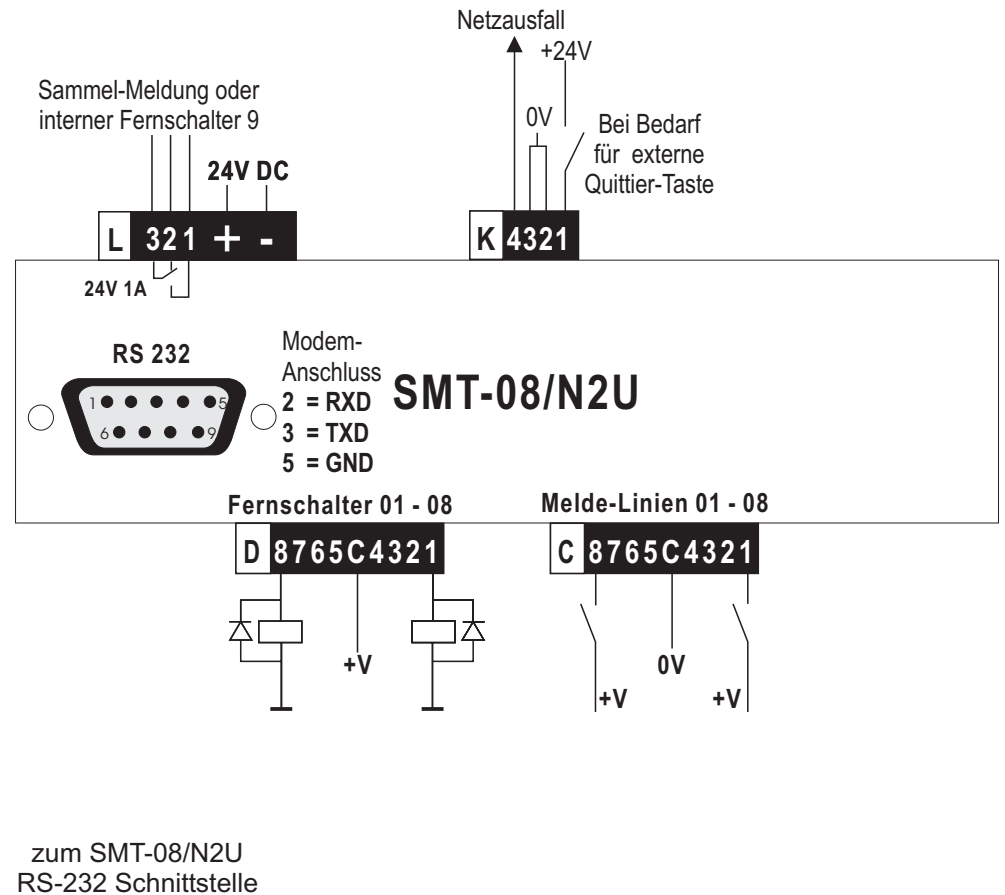 Netzausfall
+24V
Sammel-Meldung oder
interner Fernschalter 9
0V
Bei Bedarf
für externe
Quittier-Taste
24V DC
L 321 + -
K 4321
24V 1A
RS 232
1 5
6 9
Modem-
Anschluss
2 = RXD
3 = TXD
5 = GND
SMT-08/N2U
Fernschalter 01 - 08
Melde-Linien 01 - 08
D 8765C4321
C 8765C4321
+V
0V
+V
+V
zum SMT-08/N2U
RS-232 Schnittstelle